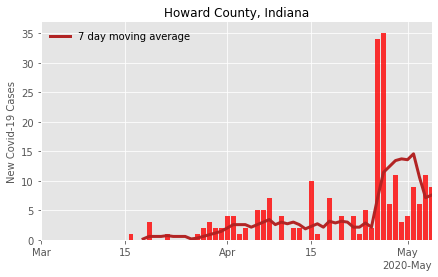 Howard County, Indiana
7 day moving average
New Covid-19 Cases
35
30
25
20
15
10
5
0
Mar
15
Apr
15
May
2020-May